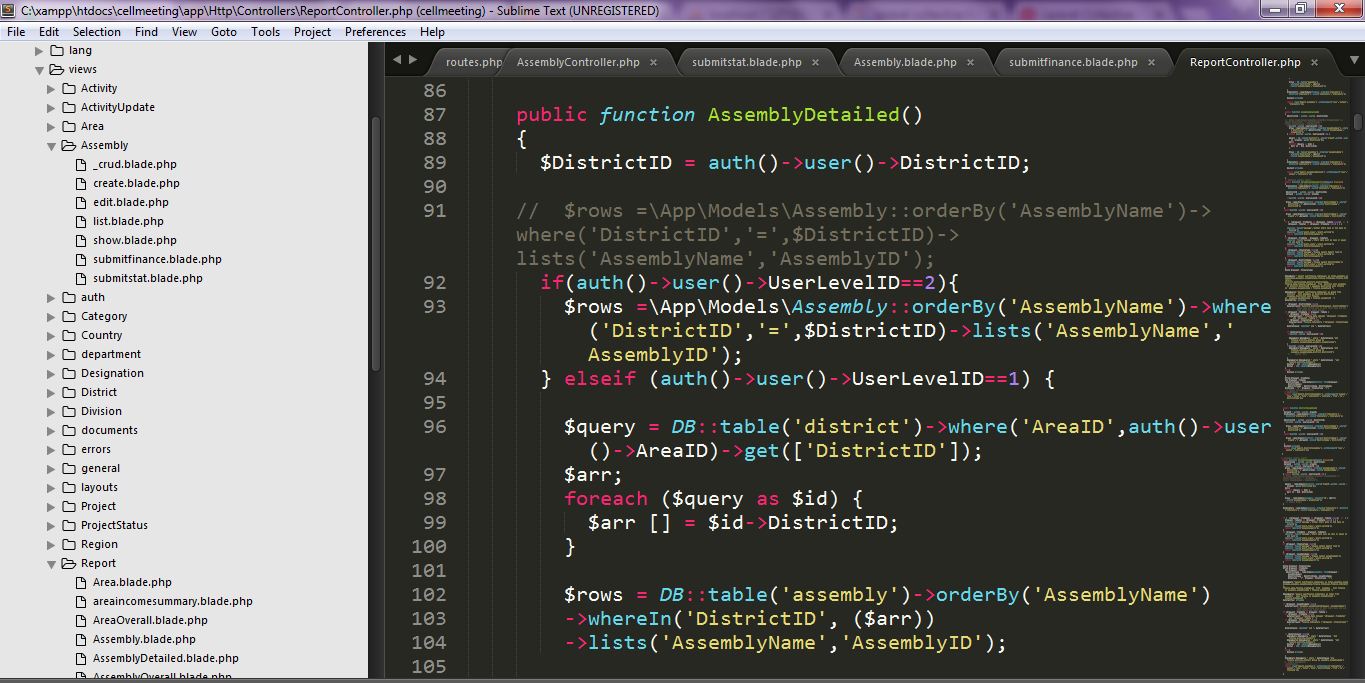 C:\xampp\htdocs\cellmeeting\app\Http\Controllers\ReportController.php (cellmeeting) - Sublime Text (UNREGISTERED)
File Edit Selection Find View Goto Tools Project Preferences Help
lang
views
Activity
ActivityUpdate
Area
Assembly
_crud.blade.php
create.blade.php
edit.blade.php
list.blade.php
show.blade.php
submitfinance.blade.php
submitstat.blade.php
auth
Category
Country
department
Designation
District
Division
documents
errors
general
layouts
Project
ProjectStatus
Region
Report
Area.blade.php
areaincomesummary.blade.php
AreaOverall.blade.php
Assembly.blade.php
AssemblyDetailed.blade.php
AssemblyOverall.blade.php
routes.php AssemblyController.php × submitstat.blade.php × Assembly.blade.php × submitfinance.blade.php × ReportController.php ×
86
87 public function AssemblyDetailed()
88 {
89 $DistrictID = auth()->user()->DistrictID;
90
91 //  $rows =\App\Models\Assembly::orderBy('AssemblyName')->
where('DistrictID','=',$DistrictID)->
lists('AssemblyName','AssemblyID');
92 if(auth()->user()->UserLevelID==2){
93 $rows =\App\Models\Assembly::orderBy('AssemblyName')->where
('DistrictID','=',$DistrictID)->lists('AssemblyName','
AssemblyID');
94 } elseif (auth()->user()->UserLevelID==1) {
95
96 $query = DB::table('district')->where('AreaID',auth()->user
()->AreaID)->get(['DistrictID']);
97 $arr;
98 foreach ($query as $id) {
99 $arr [] = $id->DistrictID;
100 }
101
102 $rows = DB::table('assembly')->orderBy('AssemblyName')
103 ->whereIn('DistrictID', ($arr))
104 ->lists('AssemblyName','AssemblyID');
105